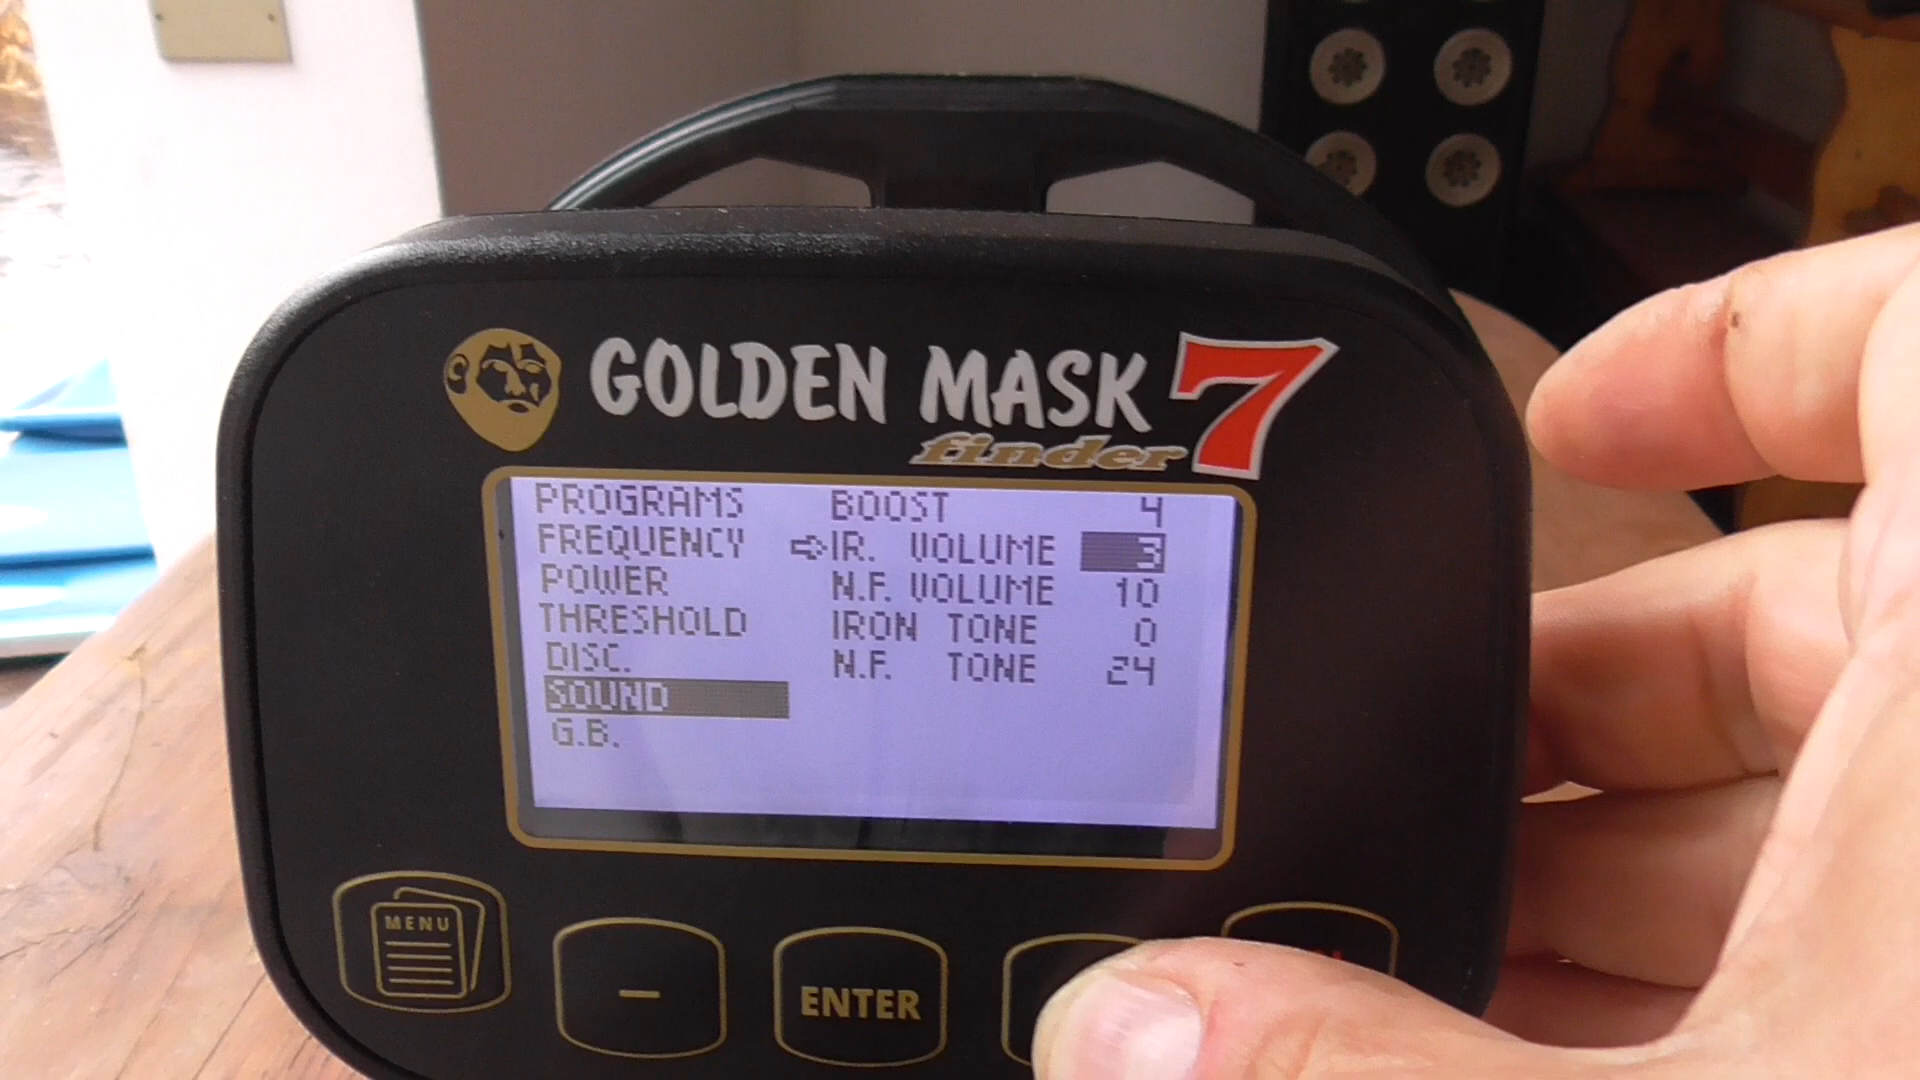 GOLDEN MASK 7
finder
PROGRAMS BOOST 4
FREQUENCY ⇨IR. VOLUME 3
POWER N.F. VOLUME 10
THRESHOLD IRON TONE 0
DISC. N.F. TONE 24
SOUND
G.B.
MENU
−
ENTER